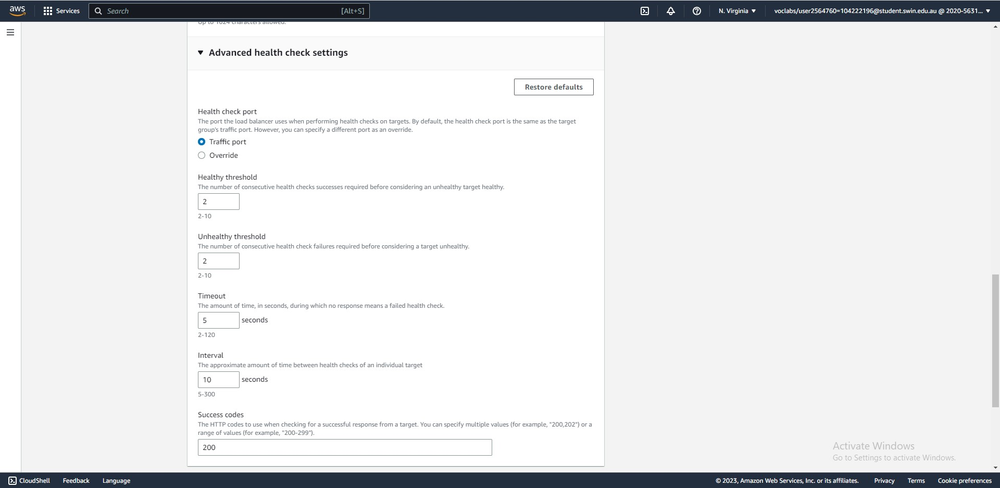 aws
Services
Search
[Alt+S]
N. Virginia
voclabs/user2564760=104222196@student.swin.edu.au @ 2020-5631...
Up to 1024 characters allowed.
Advanced health check settings
Restore defaults
Health check port
The port the load balancer uses when performing health checks on targets. By default, the health check port is the same as the target
group's traffic port. However, you can specify a different port as an override.
Traffic port
Override
Healthy threshold
The number of consecutive health checks successes required before considering an unhealthy target healthy.
2
2-10
Unhealthy threshold
The number of consecutive health check failures required before considering a target unhealthy.
2
2-10
Timeout
The amount of time, in seconds, during which no response means a failed health check.
5 seconds
2-120
Interval
The approximate amount of time between health checks of an individual target
10 seconds
5-300
Success codes
The HTTP codes to use when checking for a successful response from a target. You can specify multiple values (for example, "200,202") or a
range of values (for example, "200-299").
200
Activate Windows
Go to Settings to activate Windows.
CloudShell
Feedback
Language
© 2023, Amazon Web Services, Inc. or its affiliates.
Privacy
Terms
Cookie preferences